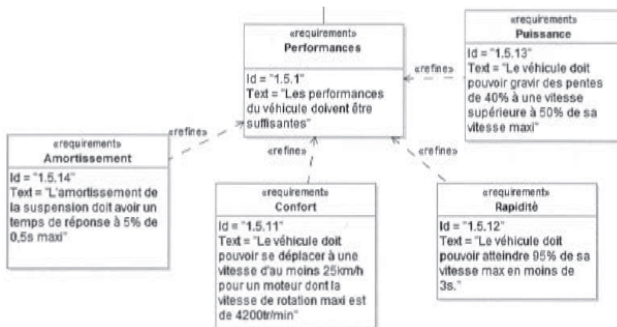 «requirement»
Performances
Id = "1.5.1"
Text = "Les performances
du véhicule doivent être
suffisantes"
«requirement»
Puissance
Id = "1.5.13"
Text = "Le véhicule doit
pouvoir gravir des pentes
de 40% à une vitesse
supérieure à 50% de sa
vitesse maxi"
«refine»
«refine»
«refine»
«refine»
«requirement»
Amortissement
Id = "1.5.14"
Text = "L'amortissement de
la suspension doit avoir un
temps de réponse à 5% de
0,5s maxi"
«requirement»
Confort
Id = "1.5.11"
Text = "Le véhicule doit
pouvoir se déplacer à une
vitesse d'au moins 25km/h
pour un moteur dont la
vitesse de rotation maxi est
de 4200tr/min"
«requirement»
Rapiditè
Id = "1.5.12"
Text = "Le véhicule doit
pouvoir atteindre 95% de sa
vitesse max en moins de
3s."